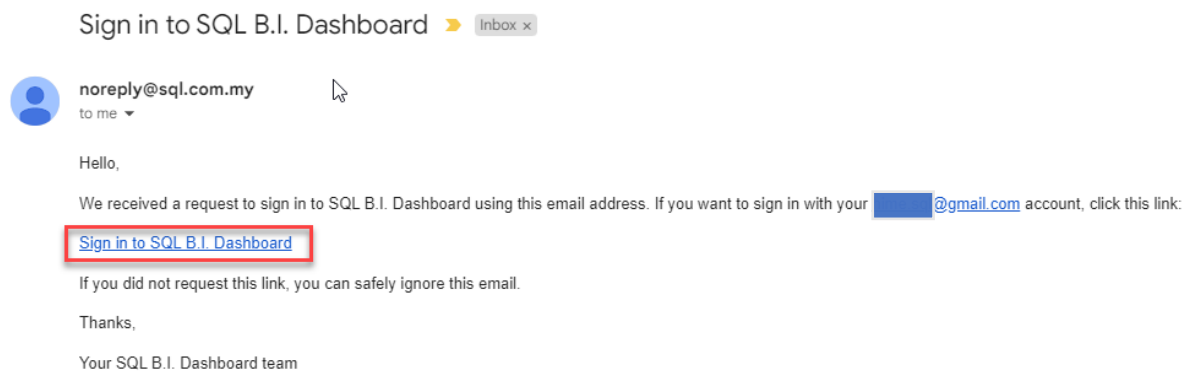 Sign in to SQL B.I. Dashboard Inbox ×
noreply@sql.com.my
to me
Hello,
We received a request to sign in to SQL B.I. Dashboard using this email address. If you want to sign in with your @gmail.com account, click this link:
Sign in to SQL B.I. Dashboard
If you did not request this link, you can safely ignore this email.
Thanks,
Your SQL B.I. Dashboard team